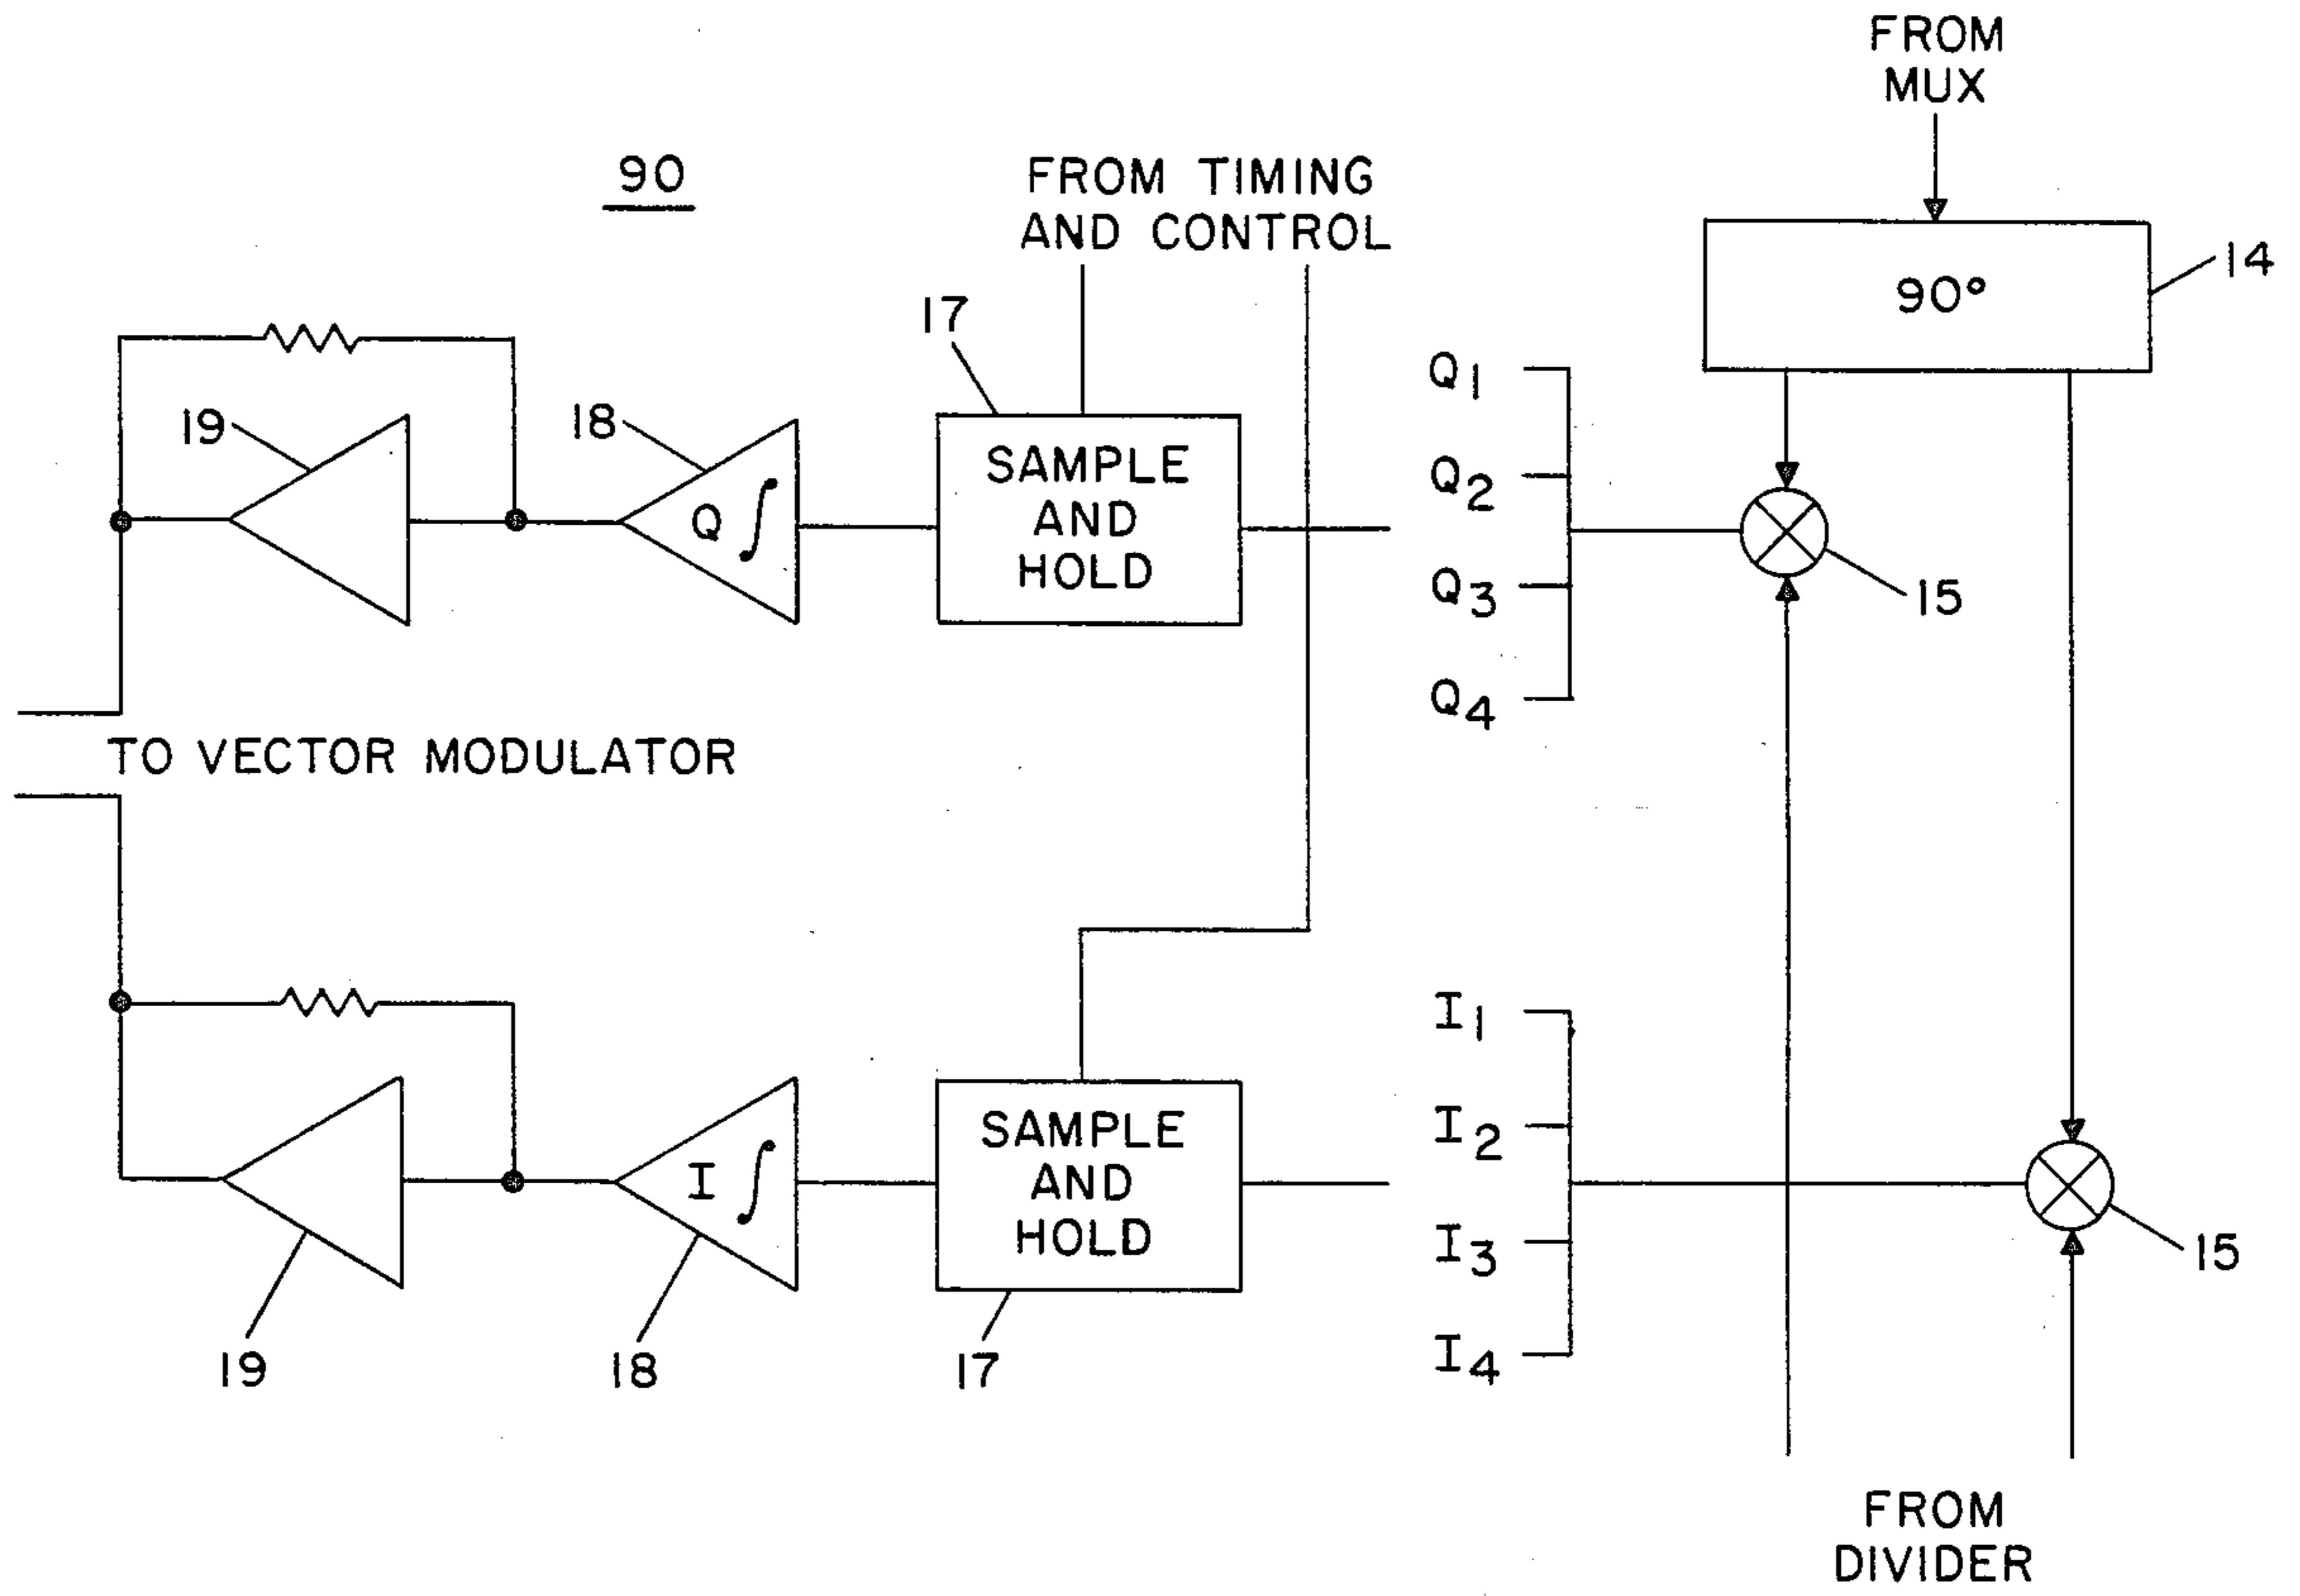 FROM
MUX
90
FROM TIMING
AND CONTROL
14
90°
17
Q1
19
18
SAMPLE
AND
HOLD
Q ∫
Q2
Q3
15
Q4
TO VECTOR MODULATOR
I1
SAMPLE
AND
HOLD
I ∫
I2
I3
15
I4
19
18
17
FROM
DIVIDER